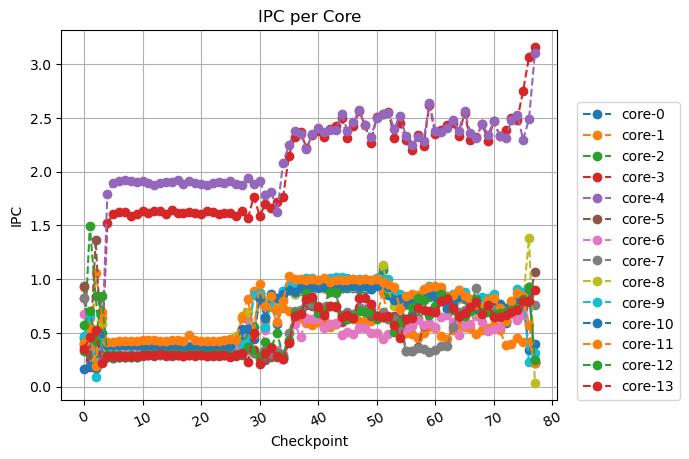 IPC per Core
IPC
3.0
2.5
2.0
1.5
1.0
0.5
0.0
0
10
20
30
40
50
60
70
80
Checkpoint
core-0
core-1
core-2
core-3
core-4
core-5
core-6
core-7
core-8
core-9
core-10
core-11
core-12
core-13